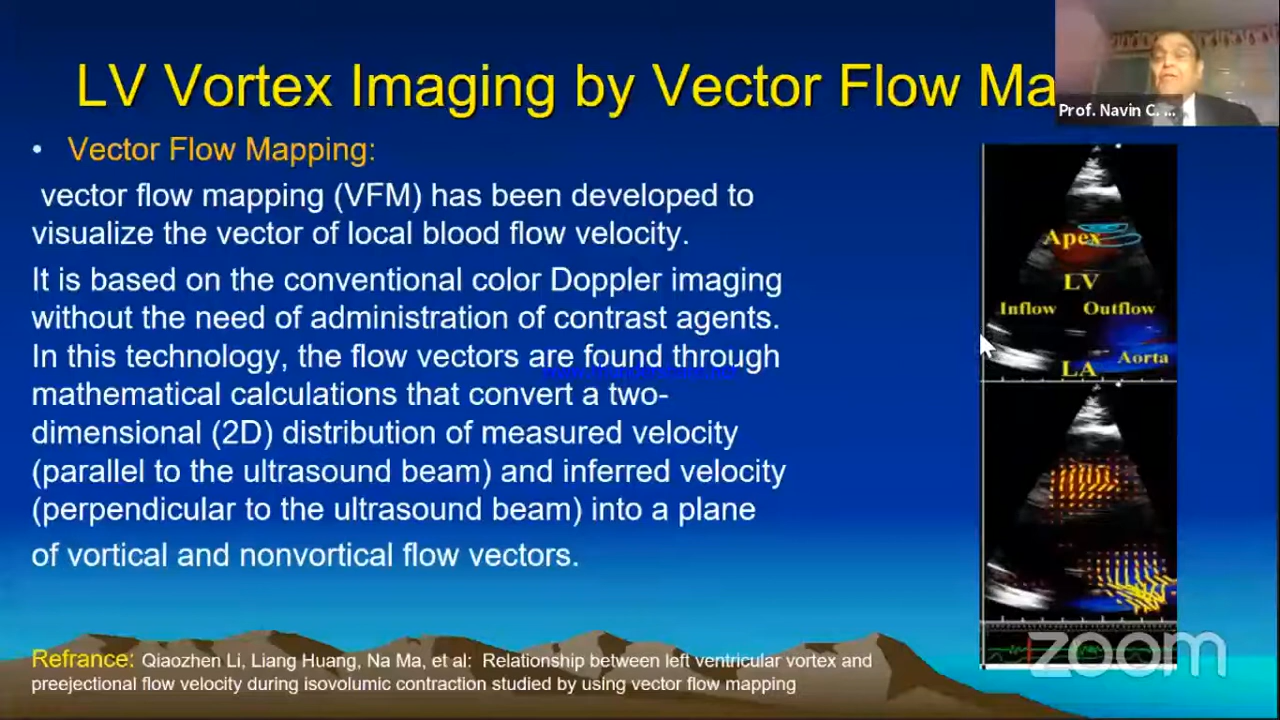 LV Vortex Imaging by Vector Flow Ma
Prof. Navin C. ...
• Vector Flow Mapping:
vector flow mapping (VFM) has been developed to
visualize the vector of local blood flow velocity.
It is based on the conventional color Doppler imaging
without the need of administration of contrast agents.
In this technology, the flow vectors are found through
mathematical calculations that convert a two-
dimensional (2D) distribution of measured velocity
(parallel to the ultrasound beam) and inferred velocity
(perpendicular to the ultrasound beam) into a plane
of vortical and nonvortical flow vectors.
Apex
LV
Inflow Outflow
Aorta
LA
Refrance: Qiaozhen Li, Liang Huang, Na Ma, et al: Relationship between left ventricular vortex and
preejectional flow velocity during isovolumic contraction studied by using vector flow mapping
zoom